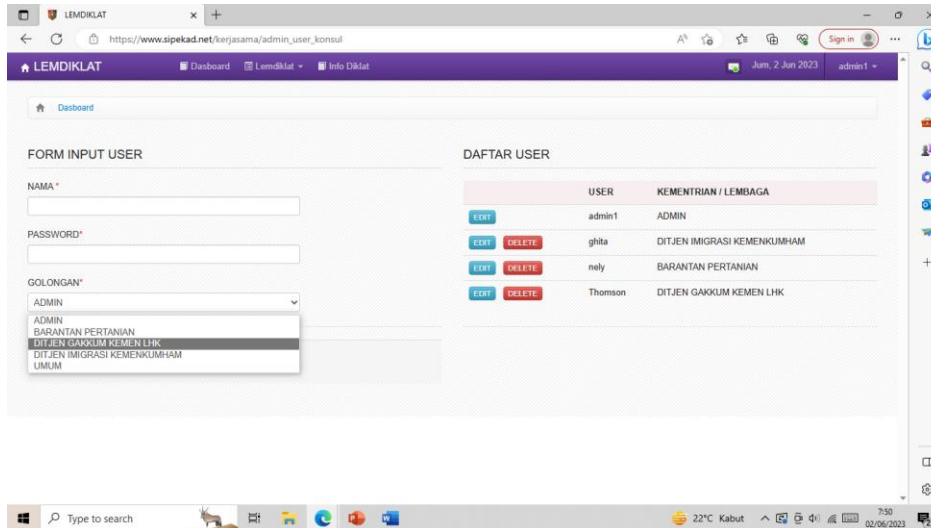 LEMDIKLAT
https://www.sipekad.net/kerjasama/admin_user_konsul
Sign in
LEMDIKLAT Dasboard Lemdiklat Info Diklat Jum, 2 Jun 2023 admin1
Dasboard
FORM INPUT USER
NAMA *
PASSWORD*
GOLONGAN*
ADMIN
ADMIN
BARANTAN PERTANIAN
DITJEN GAKKUM KEMEN LHK
DITJEN IMIGRASI KEMENKUMHAM
UMUM
DAFTAR USER
USER KEMENTRIAN / LEMBAGA
EDIT admin1 ADMIN
EDIT DELETE ghita DITJEN IMIGRASI KEMENKUMHAM
EDIT DELETE nely BARANTAN PERTANIAN
EDIT DELETE Thomson DITJEN GAKKUM KEMEN LHK
Type to search
22°C Kabut
7:50
02/06/2023